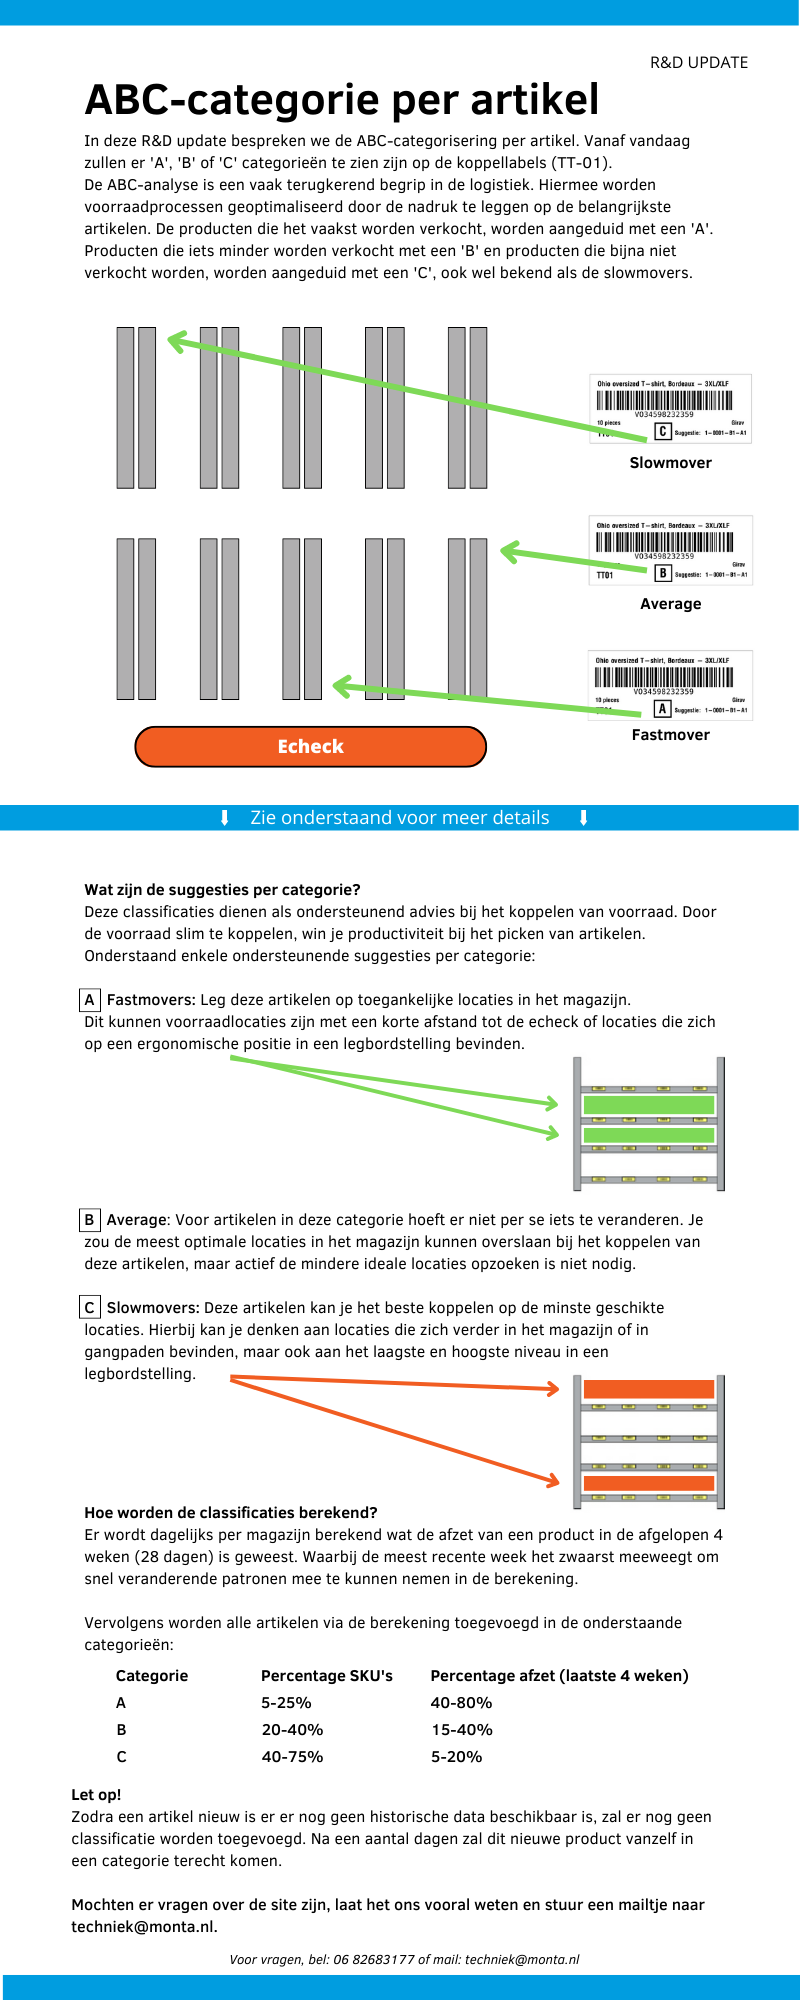 R&D UPDATE
ABC-categorie per artikel
In deze R&D update bespreken we de ABC-categorisering per artikel. Vanaf vandaag
zullen er 'A', 'B' of 'C' categorieën te zien zijn op de koppellabels (TT-01).
De ABC-analyse is een vaak terugkerend begrip in de logistiek. Hiermee worden
voorraadprocessen geoptimaliseerd door de nadruk te leggen op de belangrijkste
artikelen. De producten die het vaakst worden verkocht, worden aangeduid met een 'A'.
Producten die iets minder worden verkocht met een 'B' en producten die bijna niet
verkocht worden, worden aangeduid met een 'C', ook wel bekend als de slowmovers.
Ohio oversized T-shirt, Bordeaux - 3XL/XLF
VO34598232359
10 pieces Girav
C Suggestie: 1-0001-B1-A1
Slowmover
Ohio oversized T-shirt, Bordeaux - 3XL/XLF
VO34598232359
Girav
TT01 B Suggestie: 1-0001-B1-A1
Average
Ohio oversized T-shirt, Bordeaux - 3XL/XLF
VO34598232359
10 pieces Girav
A Suggestie: 1-0001-B1-A1
Fastmover
Echeck
Zie onderstaand voor meer details
Wat zijn de suggesties per categorie?
Deze classificaties dienen als ondersteunend advies bij het koppelen van voorraad. Door
de voorraad slim te koppelen, win je productiviteit bij het picken van artikelen.
Onderstaand enkele ondersteunende suggesties per categorie:
A Fastmovers: Leg deze artikelen op toegankelijke locaties in het magazijn.
Dit kunnen voorraadlocaties zijn met een korte afstand tot de echeck of locaties die zich
op een ergonomische positie in een legbordstelling bevinden.
B Average: Voor artikelen in deze categorie hoeft er niet per se iets te veranderen. Je
zou de meest optimale locaties in het magazijn kunnen overslaan bij het koppelen van
deze artikelen, maar actief de mindere ideale locaties opzoeken is niet nodig.
C Slowmovers: Deze artikelen kan je het beste koppelen op de minste geschikte
locaties. Hierbij kan je denken aan locaties die zich verder in het magazijn of in
gangpaden bevinden, maar ook aan het laagste en hoogste niveau in een
legbordstelling.
Hoe worden de classificaties berekend?
Er wordt dagelijks per magazijn berekend wat de afzet van een product in de afgelopen 4
weken (28 dagen) is geweest. Waarbij de meest recente week het zwaarst meeweegt om
snel veranderende patronen mee te kunnen nemen in de berekening.
Vervolgens worden alle artikelen via de berekening toegevoegd in de onderstaande
categorieën:
Categorie Percentage SKU's Percentage afzet (laatste 4 weken)
A 5-25% 40-80%
B 20-40% 15-40%
C 40-75% 5-20%
Let op!
Zodra een artikel nieuw is er er nog geen historische data beschikbaar is, zal er nog geen
classificatie worden toegevoegd. Na een aantal dagen zal dit nieuwe product vanzelf in
een categorie terecht komen.
Mochten er vragen over de site zijn, laat het ons vooral weten en stuur een mailtje naar
techniek@monta.nl.
Voor vragen, bel: 06 82683177 of mail: techniek@monta.nl